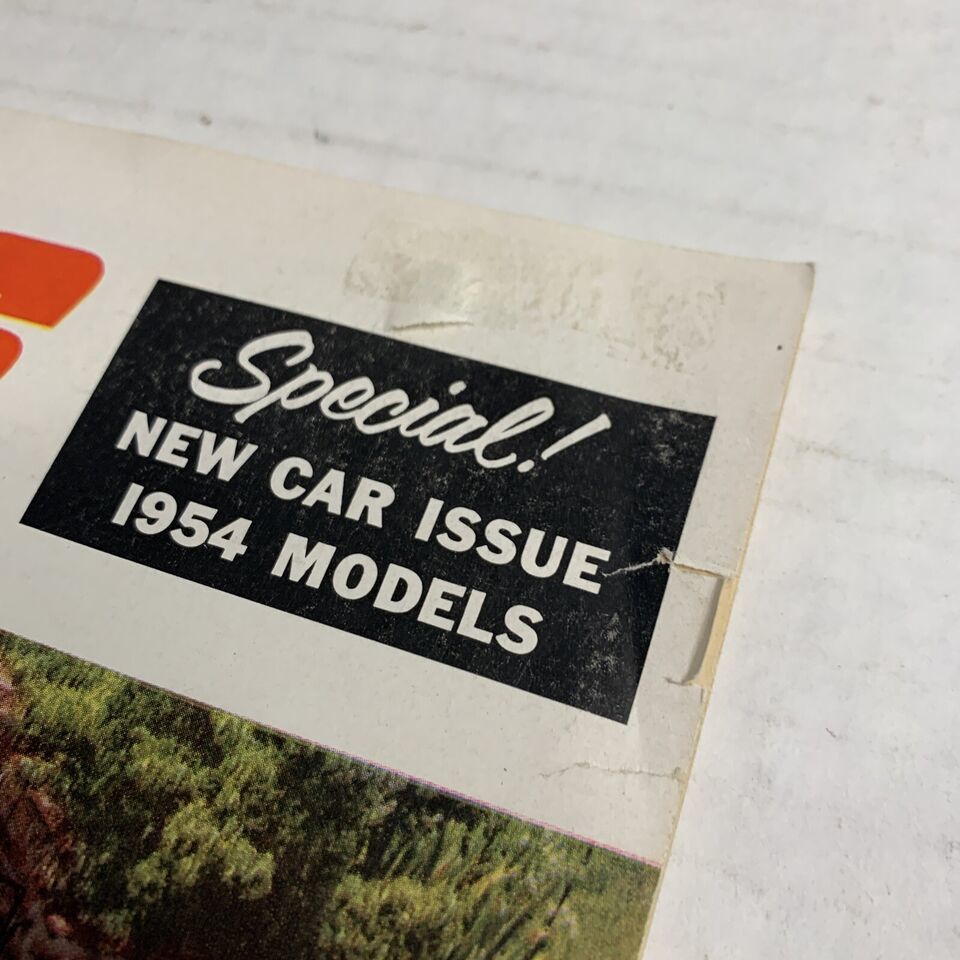 Special!
NEW CAR ISSUE
1954 MODELS